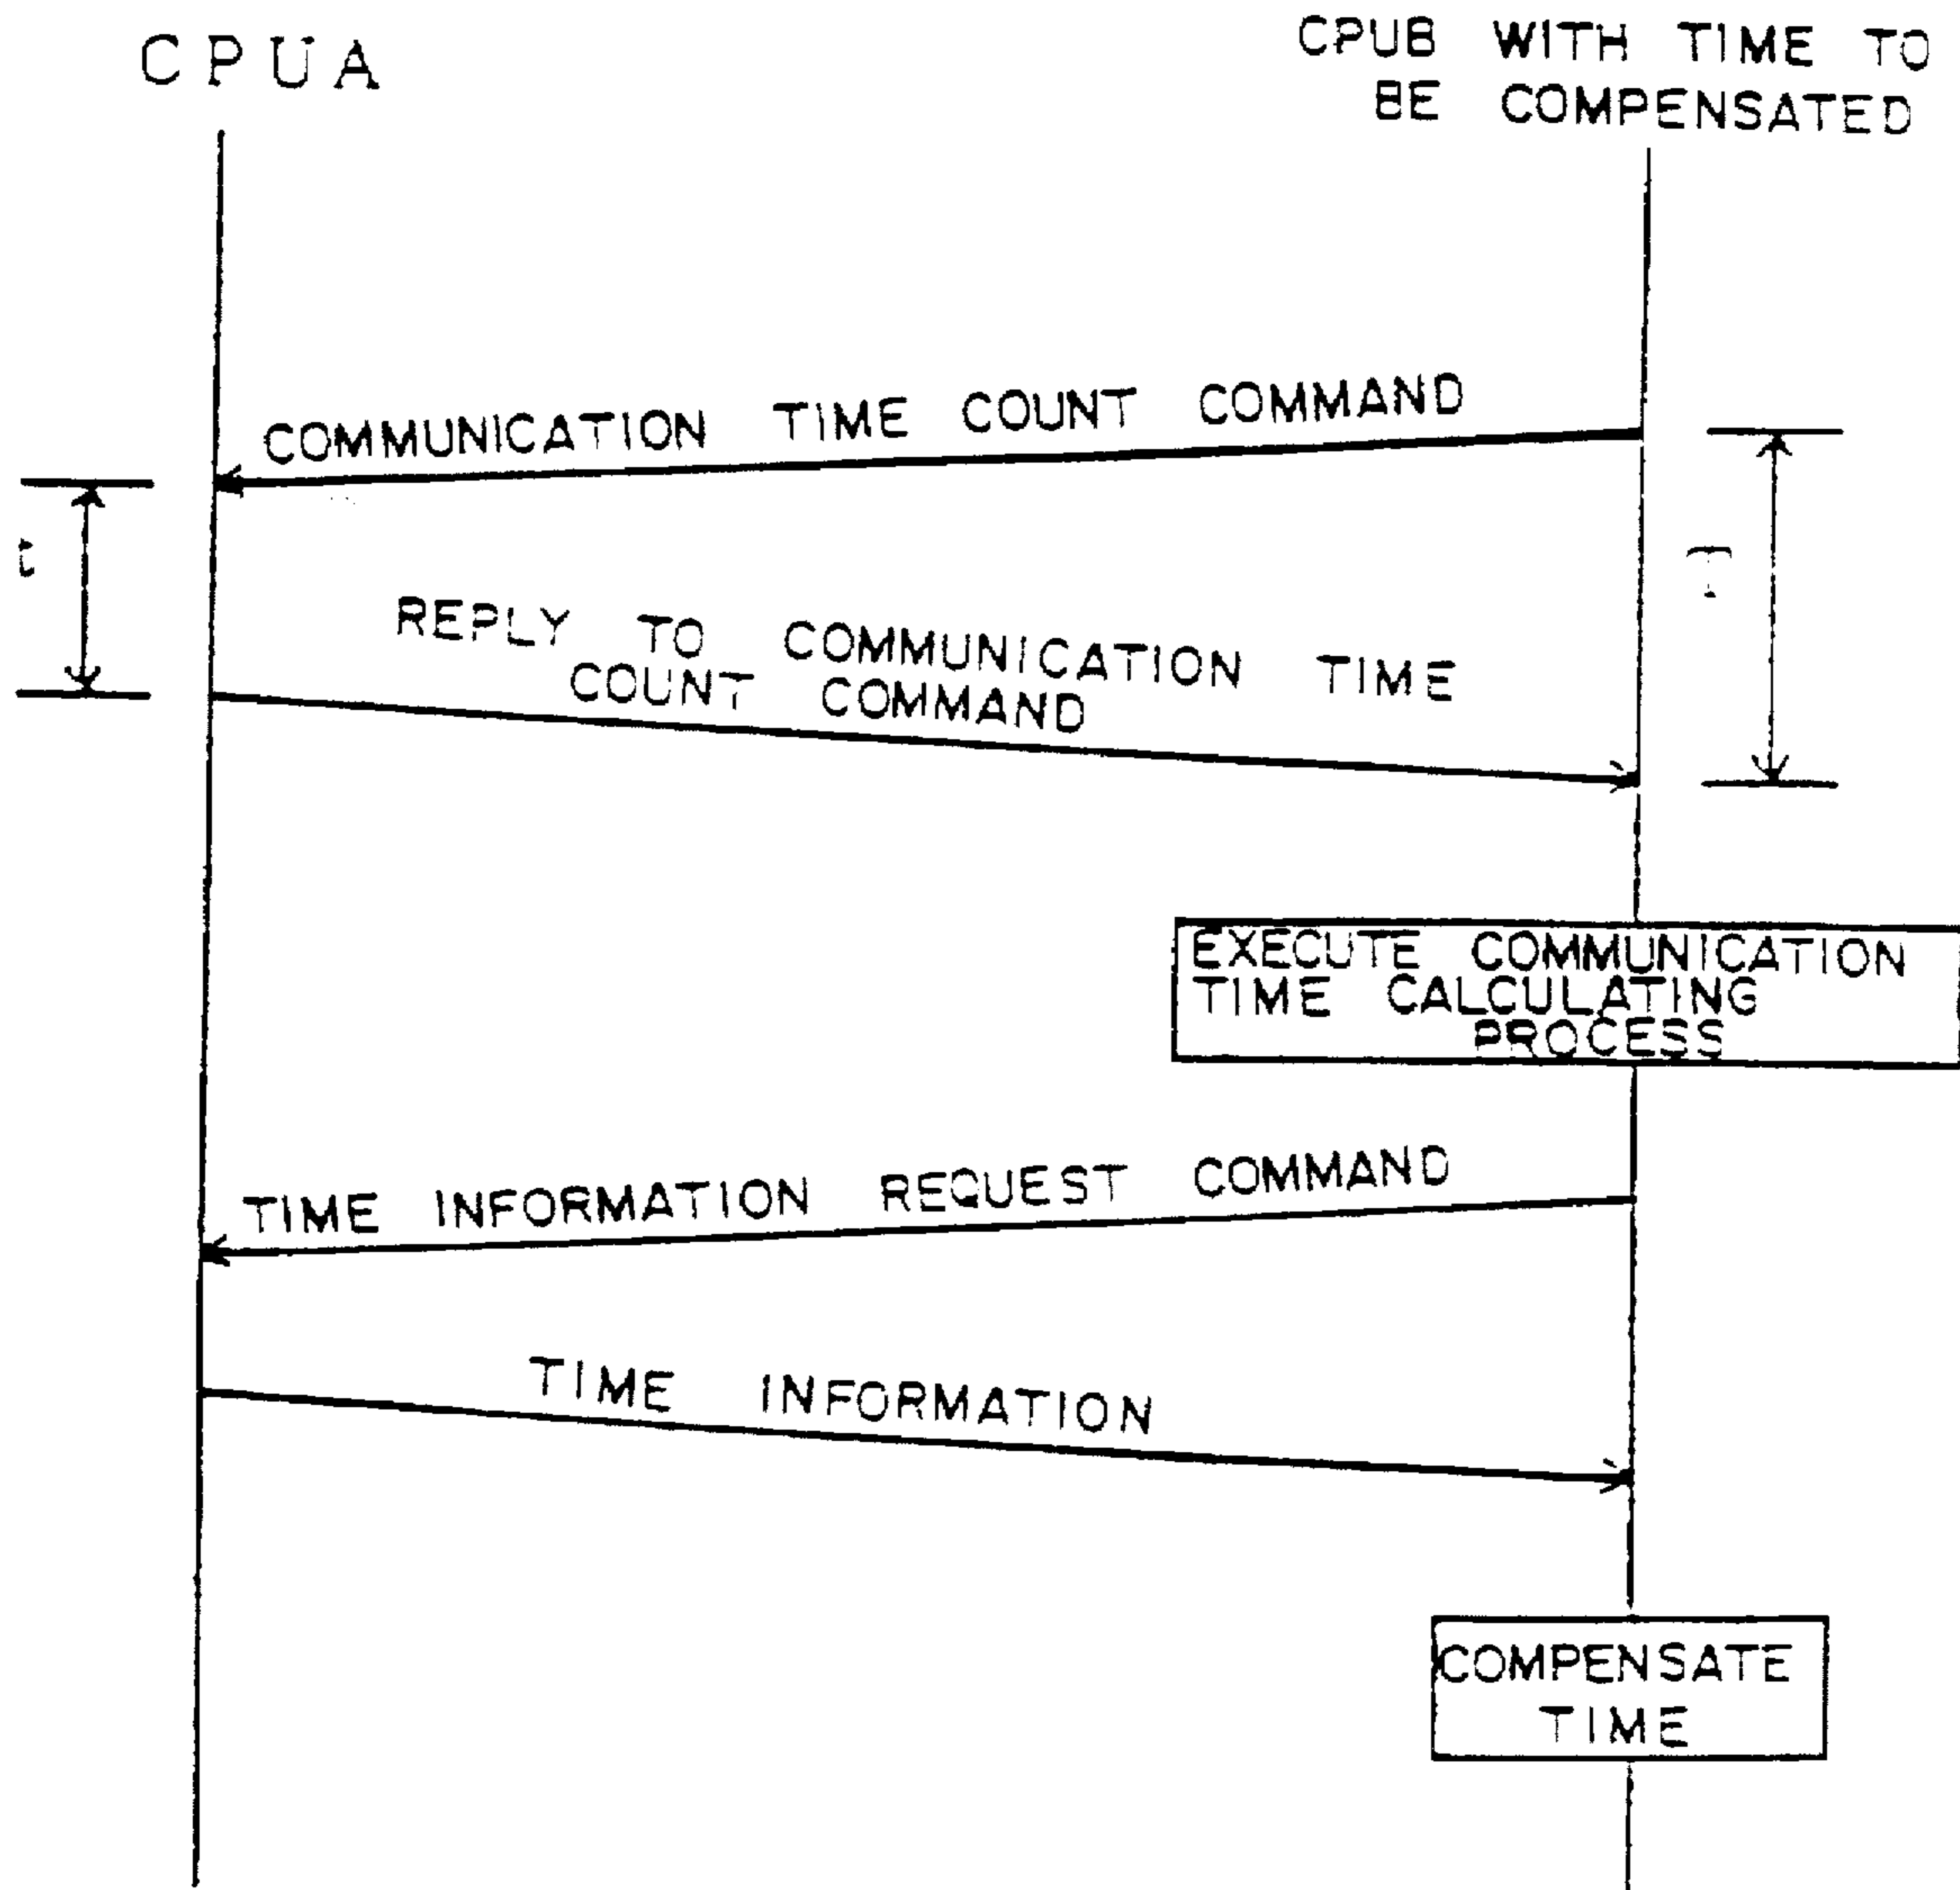 CPUA
CPUB WITH TIME TO
BE COMPENSATED
COMMUNICATION TIME COUNT COMMAND
t
T
REPLY TO COMMUNICATION TIME
COUNT COMMAND
EXECUTE COMMUNICATION
TIME CALCULATING
PROCESS
TIME INFORMATION REQUEST COMMAND
TIME INFORMATION
COMPENSATE
TIME